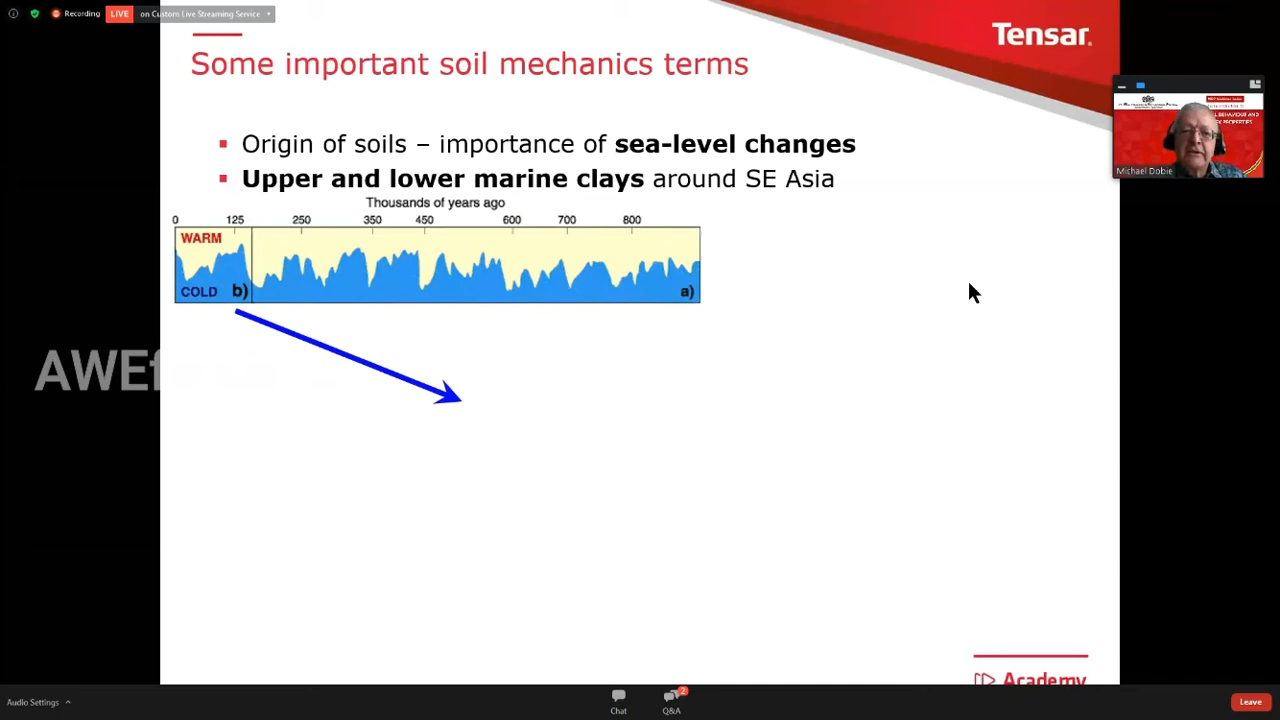 Recording
LIVE
on Custom Live Streaming Service
Tensar.
Some important soil mechanics terms
Origin of soils – importance of sea-level changes
Upper and lower marine clays around SE Asia
Thousands of years ago
0 125 250 350 450 600 700 800
WARM
COLD b) a)
Michael Dobie
AWE
Academy
Audio Settings
Chat
Q&A
2
Leave